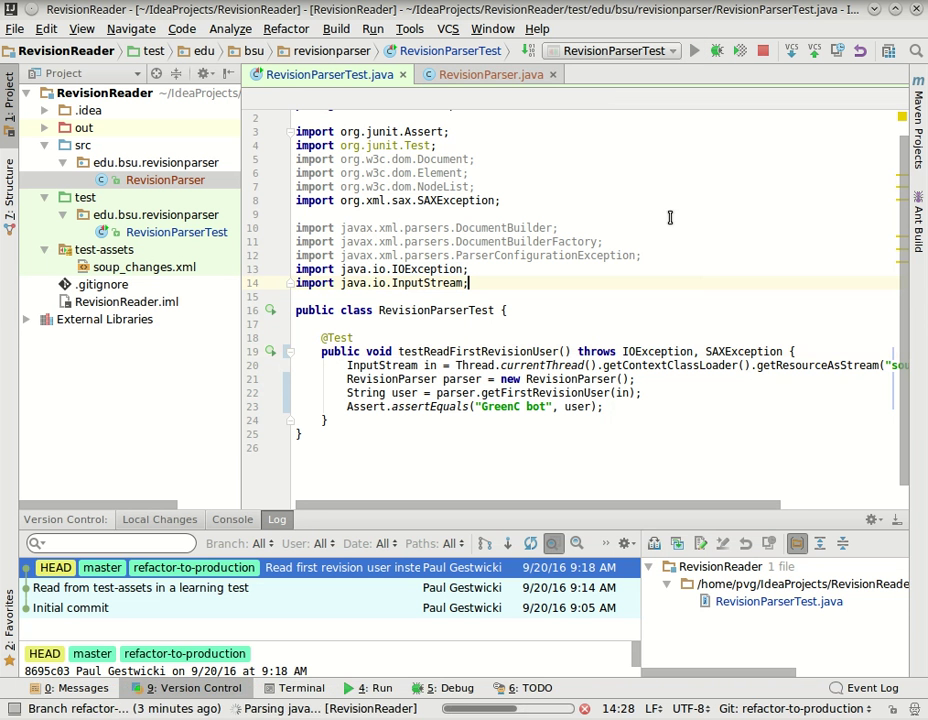 RevisionReader - [~/IdeaProjects/RevisionReader] - [RevisionReader] - ~/IdeaProjects/RevisionReader/test/edu/bsu/revisionparser/RevisionParserTest.java - I...
File Edit View Navigate Code Analyze Refactor Build Run Tools VCS Window Help
RevisionReader test edu bsu revisionparser RevisionParserTest RevisionParserTest VCS VCS
Project RevisionParserTest.java RevisionParser.java
1: Project
7: Structure
2: Favorites
RevisionReader ~/IdeaProjects/
.idea
out
src
edu.bsu.revisionparser
RevisionParser
test
edu.bsu.revisionparser
RevisionParserTest
test-assets
soup_changes.xml
.gitignore
RevisionReader.iml
External Libraries
2
3 import org.junit.Assert;
4 import org.junit.Test;
5 import org.w3c.dom.Document;
6 import org.w3c.dom.Element;
7 import org.w3c.dom.NodeList;
8 import org.xml.sax.SAXException;
9
10 import javax.xml.parsers.DocumentBuilder;
11 import javax.xml.parsers.DocumentBuilderFactory;
12 import javax.xml.parsers.ParserConfigurationException;
13 import java.io.IOException;
14 import java.io.InputStream;
15
16 public class RevisionParserTest {
17
18 @Test
19 public void testReadFirstRevisionUser() throws IOException, SAXException {
20 InputStream in = Thread.currentThread().getContextClassLoader().getResourceAsStream("sou
21 RevisionParser parser = new RevisionParser();
22 String user = parser.getFirstRevisionUser(in);
23 Assert.assertEquals("GreenC bot", user);
24 }
25 }
26
Maven Projects
Ant Build
Version Control: Local Changes Console Log
Branch: All User: All Date: All Paths: All
HEAD master refactor-to-production Read first revision user inste Paul Gestwicki 9/20/16 9:18 AM
Read from test-assets in a learning test Paul Gestwicki 9/20/16 9:14 AM
Initial commit Paul Gestwicki 9/20/16 9:05 AM
RevisionReader 1 file
/home/pvg/IdeaProjects/RevisionReade
RevisionParserTest.java
HEAD master refactor-to-production
8695c03 Paul Gestwicki on 9/20/16 at 9:18 AM
0: Messages 9: Version Control Terminal 4: Run 5: Debug 6: TODO Event Log
Branch refactor-... (3 minutes ago) Parsing java... [RevisionReader] 14:28 LF UTF-8 Git: refactor-to-production